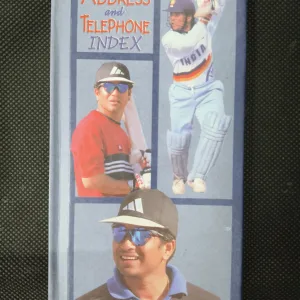 ADDRESS
and
TELEPHONE
INDEX
INDIA